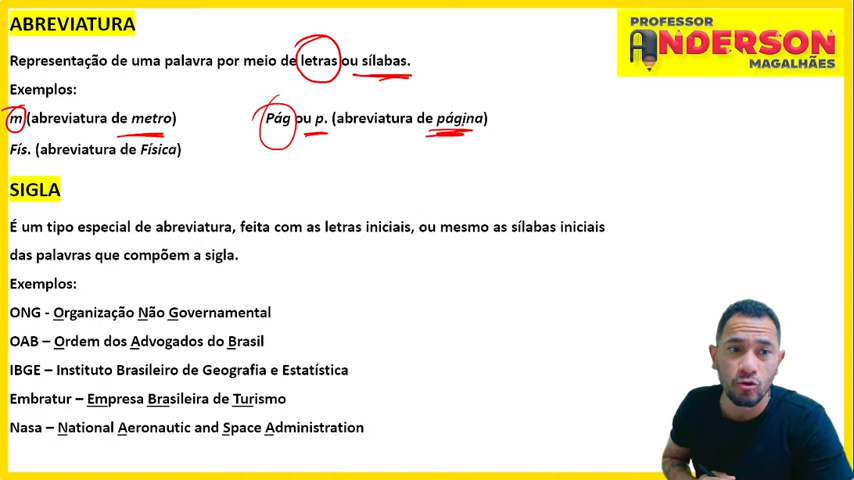 ABREVIATURA
PROFESSOR
ANDERSON
MAGALHÃES
Representação de uma palavra por meio de letras ou sílabas.
Exemplos:
m (abreviatura de metro) Pág ou p. (abreviatura de página)
Fís. (abreviatura de Física)
SIGLA
É um tipo especial de abreviatura, feita com as letras iniciais, ou mesmo as sílabas iniciais
das palavras que compõem a sigla.
Exemplos:
ONG - Organização Não Governamental
OAB – Ordem dos Advogados do Brasil
IBGE – Instituto Brasileiro de Geografia e Estatística
Embratur – Empresa Brasileira de Turismo
Nasa – National Aeronautic and Space Administration